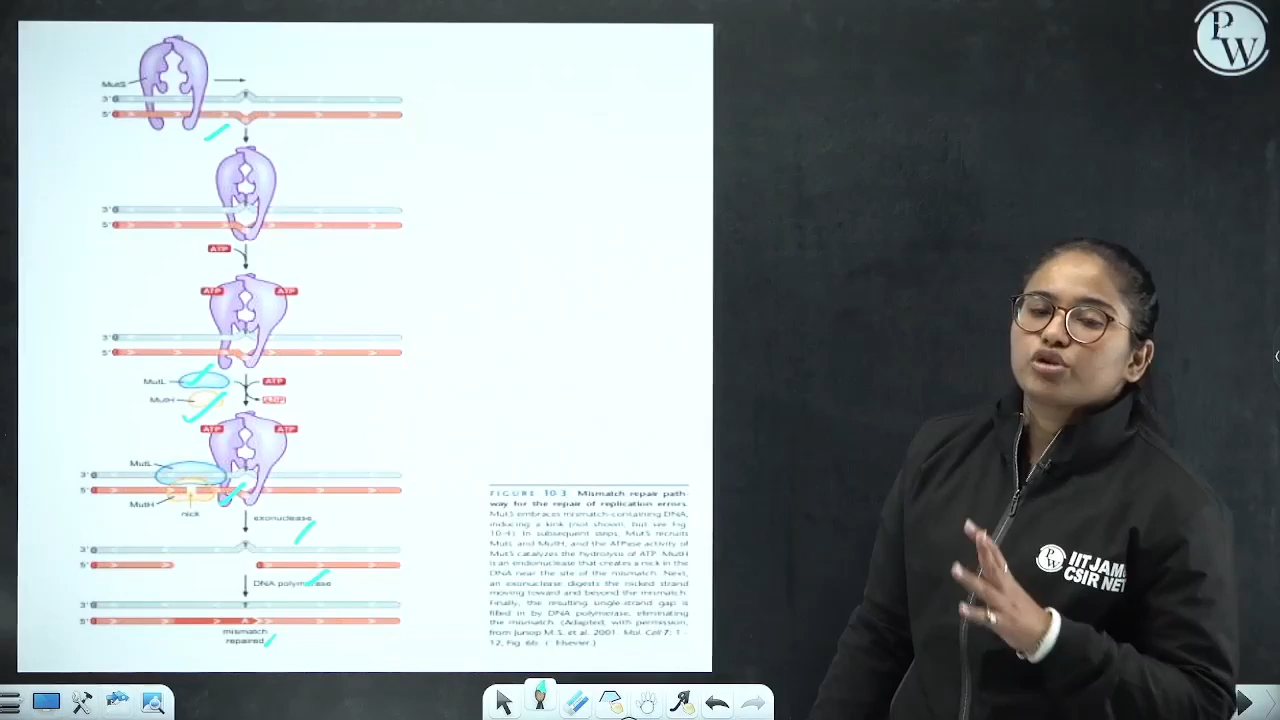 PW
MutS
3'
5'
3'
5'
ATP
ATP ATP
3'
5'
MutL ATP
MutH ADP
ATP ATP
MutL
3'
5'
MutH
nick
exonuclease
3'
5'
DNA polymerase
3' T
5' A
mismatch
repaired
FIGURE 10-3 Mismatch repair path-
way for the repair of replication errors.
MutS embraces mismatch-containing DNA,
inducing a kink (not shown, but see Fig.
10-4). In subsequent steps, MutS recruits
MutL and MutH, and the ATPase activity of
MutS catalyzes the hydrolysis of ATP. MutH
is an endonuclease that creates a nick in the
DNA near the site of the mismatch. Next,
an exonuclease digests the nicked strand
moving toward and beyond the mismatch.
Finally, the resulting single-strand gap is
filled in by DNA polymerase, eliminating
the mismatch. (Adapted, with permission,
from Junop M.S. et al. 2001. Mol. Cell 7: 1-
12, Fig. 6b. © Elsevier.)
PW
IIT JAM
CSIR NET